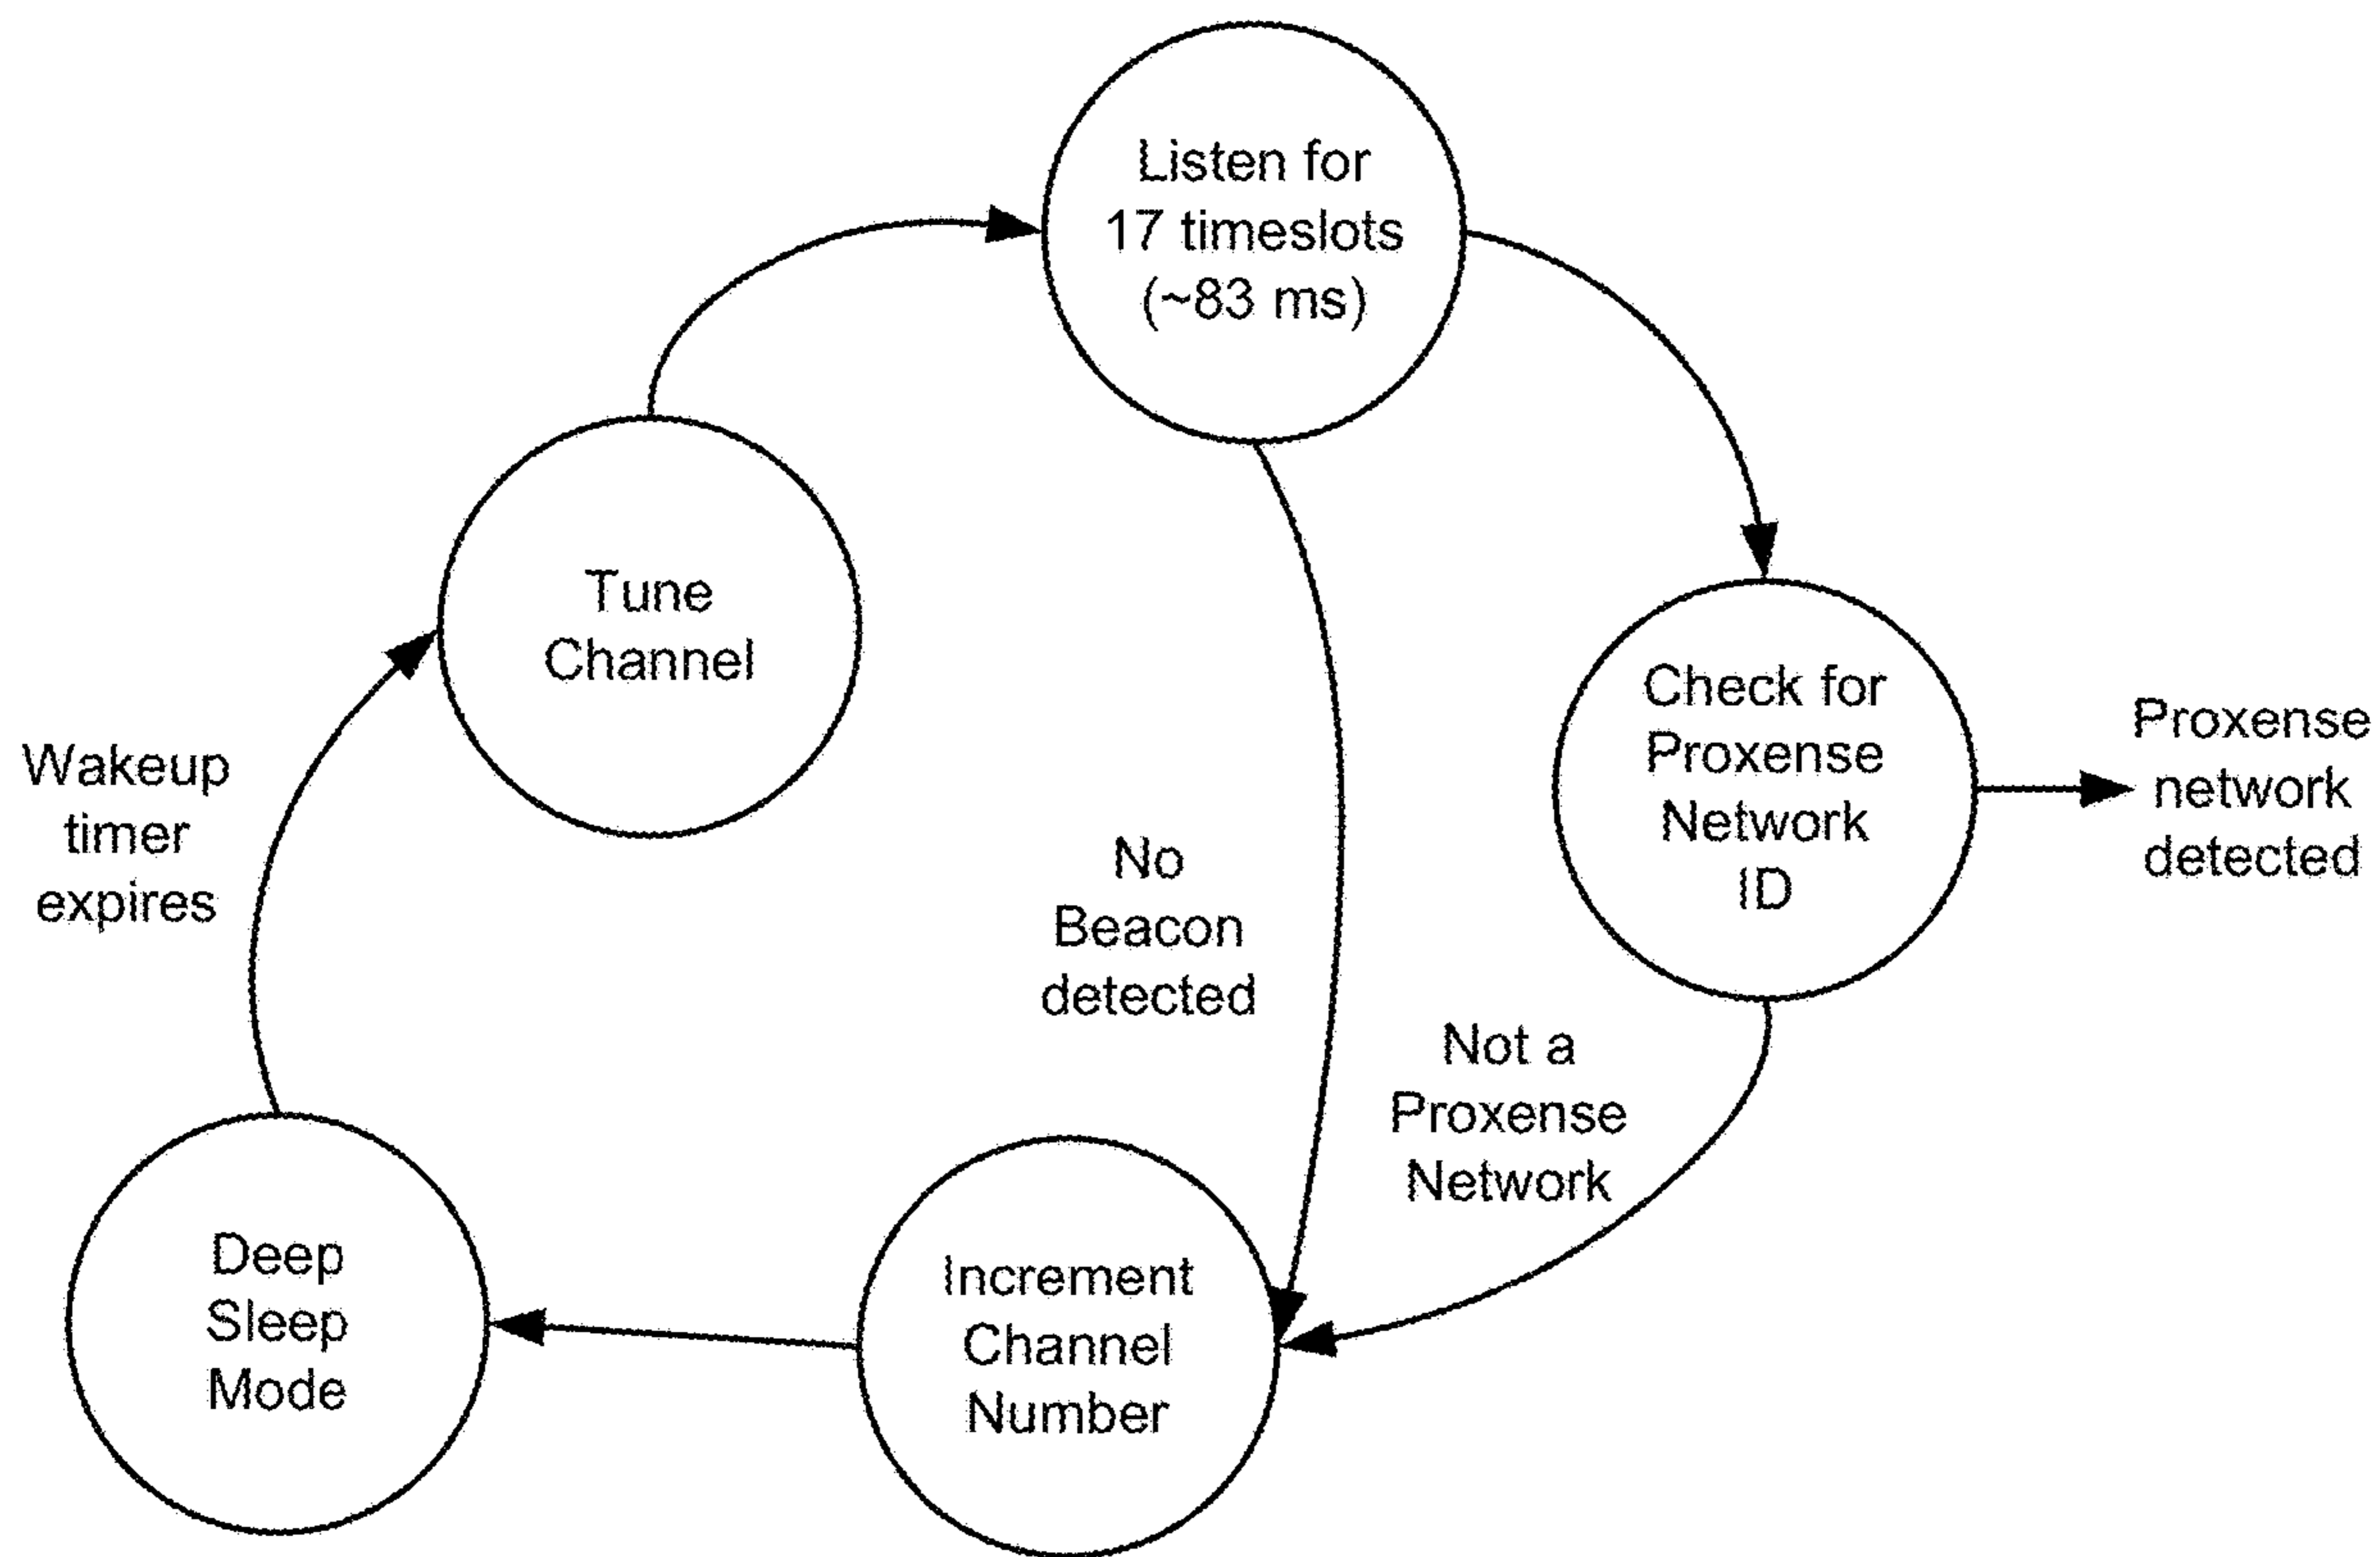 Listen for
17 timeslots
(~83 ms)
Tune
Channel
Check for
Proxense
Network
ID
Proxense
network
detected
Wakeup
timer
expires
No
Beacon
detected
Not a
Proxense
Network
Deep
Sleep
Mode
Increment
Channel
Number